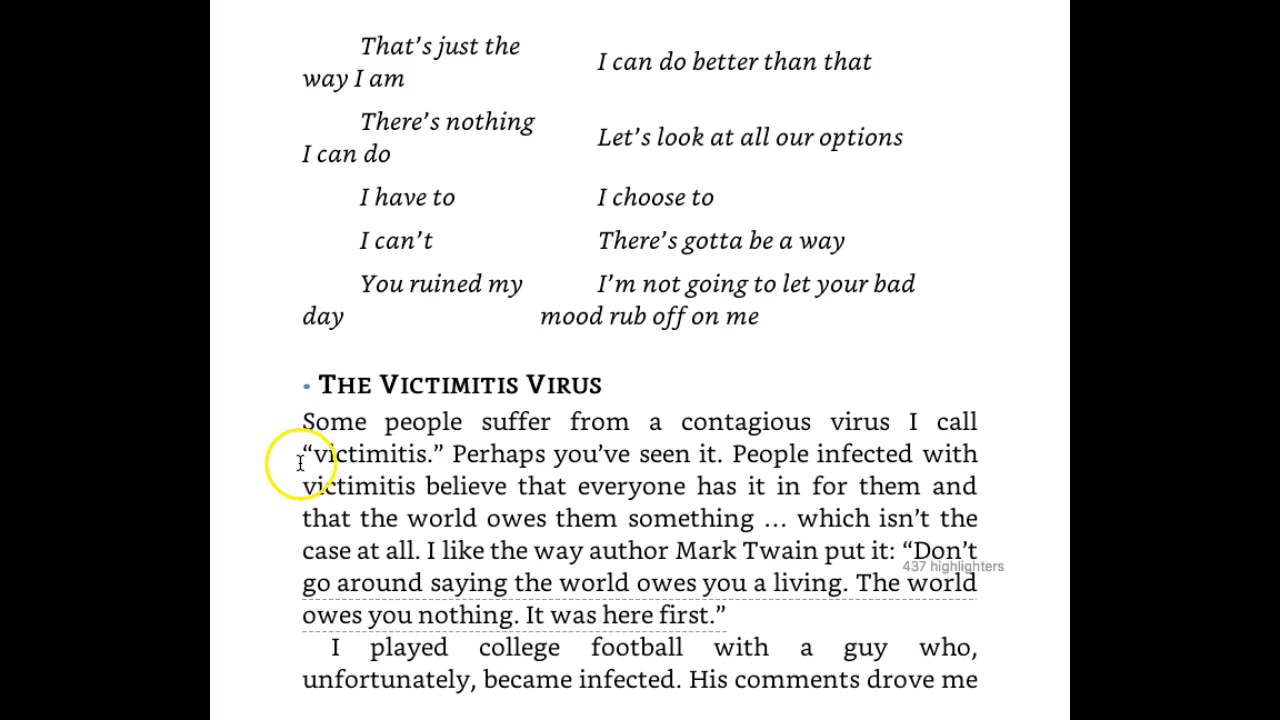 That’s just the
way I am
I can do better than that
There’s nothing
I can do
Let’s look at all our options
I have to
I choose to
I can’t
There’s gotta be a way
You ruined my
day
I’m not going to let your bad
mood rub off on me
• THE VICTIMITIS VIRUS
Some people suffer from a contagious virus I call
“victimitis.” Perhaps you’ve seen it. People infected with
victimitis believe that everyone has it in for them and
that the world owes them something … which isn’t the
case at all. I like the way author Mark Twain put it: “Don’t
437 highlighters
go around saying the world owes you a living. The world
owes you nothing. It was here first.”
I played college football with a guy who,
unfortunately, became infected. His comments drove me